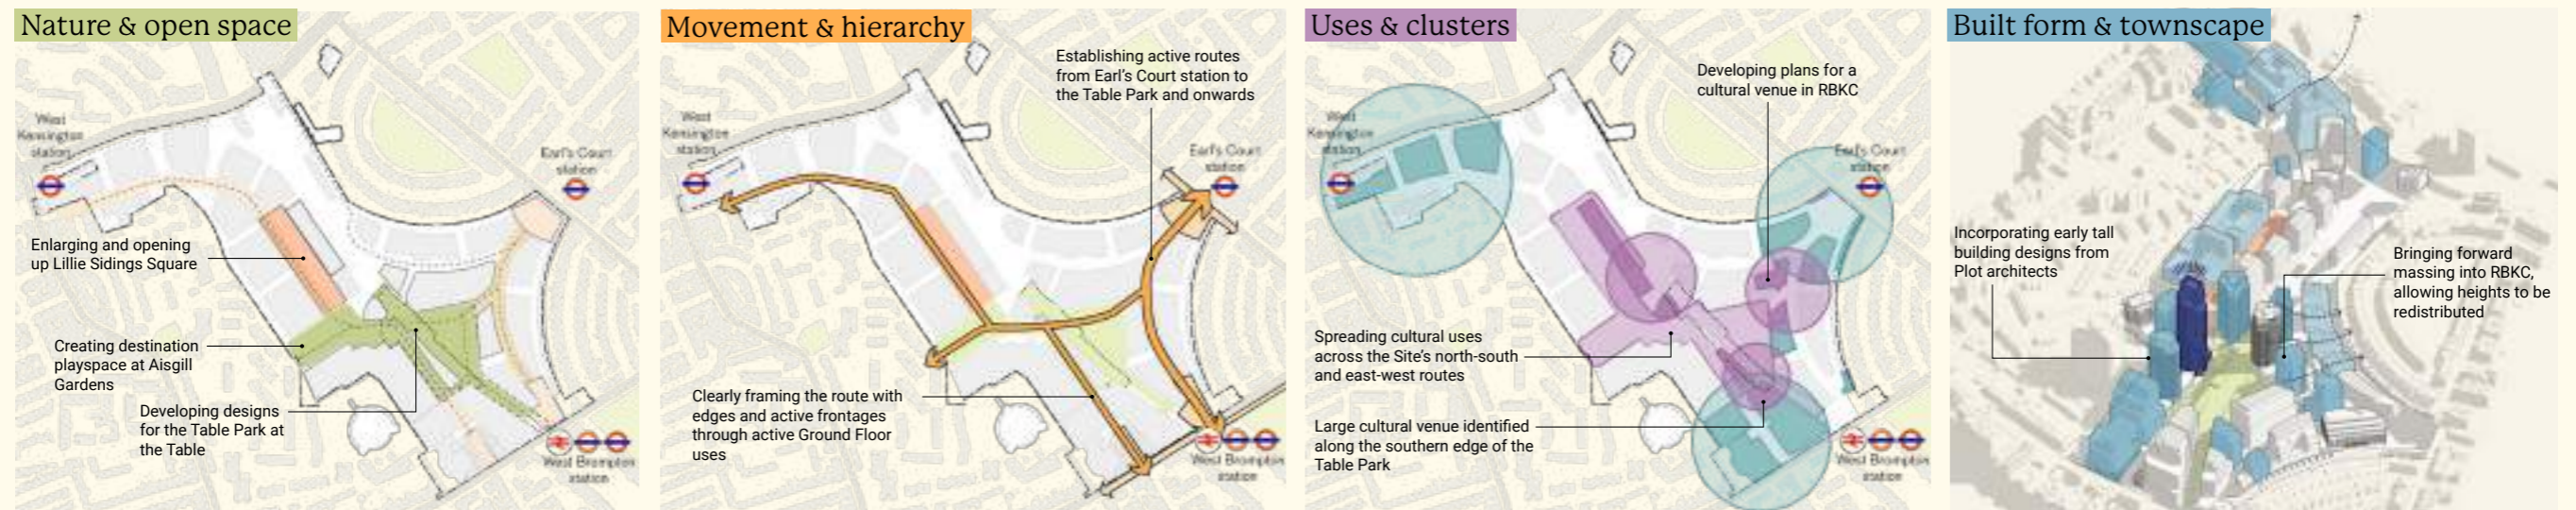 Nature & open space
West
Kensington
station
Earl's Court
station
Enlarging and opening
up Lillie Sidings Square
Creating destination
playspace at Aisgill
Gardens
Developing designs
for the Table Park at
the Table
West Brompton
station
Movement & hierarchy
Establishing active routes
from Earl's Court station to
the Table Park and onwards
West
Kensington
station
Earl's Court
station
Clearly framing the route with
edges and active frontages
through active Ground Floor
uses
West Brompton
station
Uses & clusters
Developing plans for a
cultural venue in RBKC
West
Kensington
station
Earl's Court
station
Spreading cultural uses
across the Site's north-south
and east-west routes
Large cultural venue identified
along the southern edge of the
Table Park
West Brompton
station
Built form & townscape
Incorporating early tall
building designs from
Plot architects
Bringing forward
massing into RBKC,
allowing heights to be
redistributed